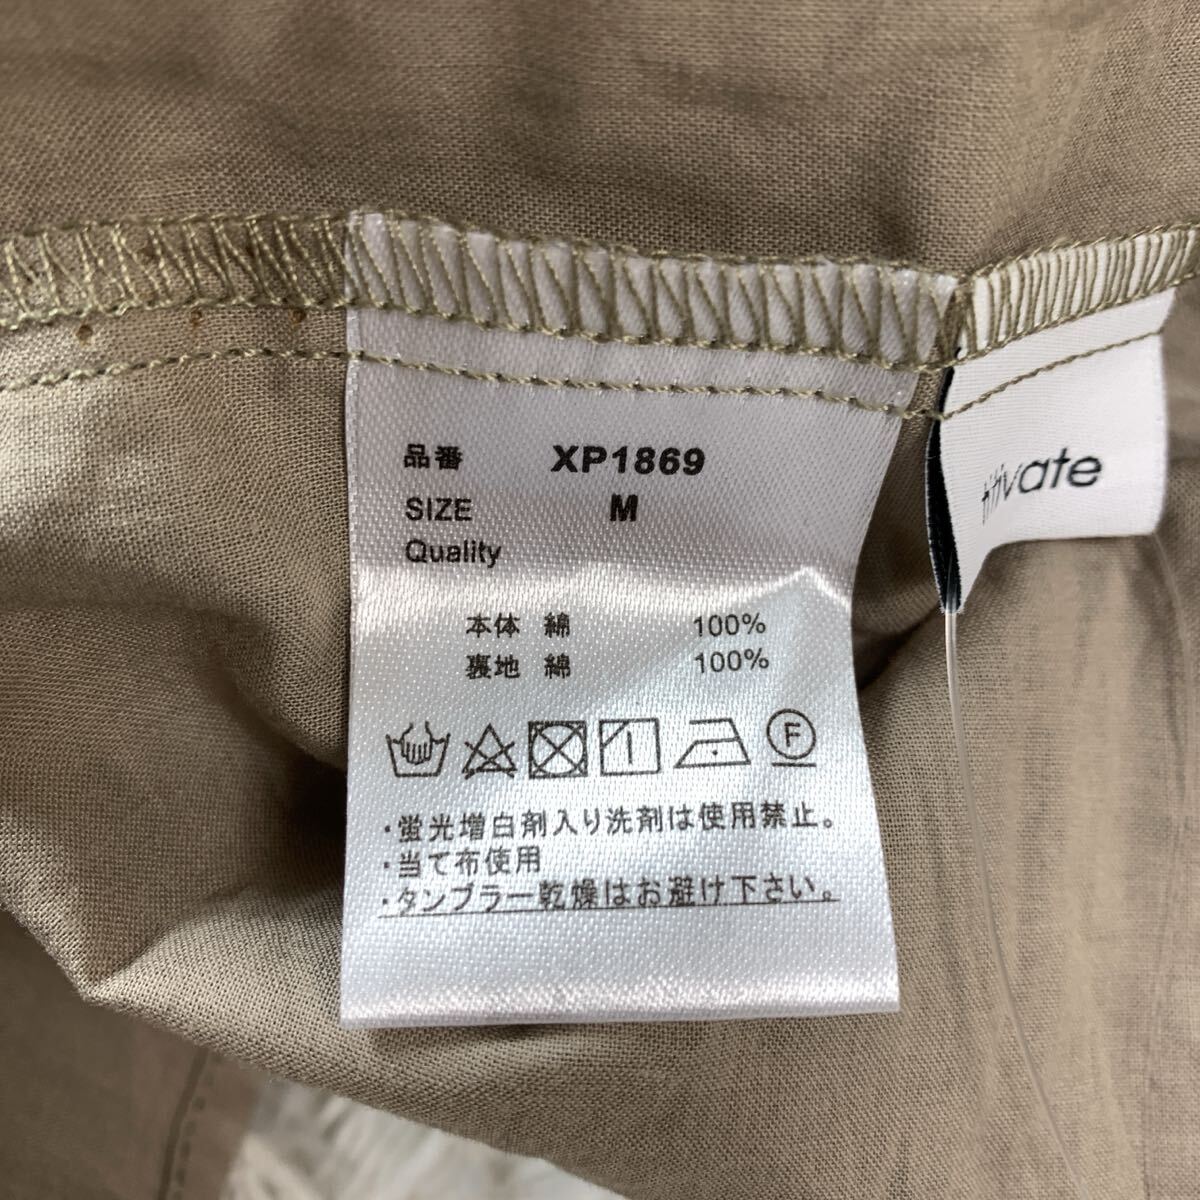 品番 XP1869
SIZE M
Quality
本体 綿 100%
裏地 綿 100%
F
・蛍光増白剤入り洗剤は使用禁止。
・当て布使用
・タンブラー乾燥はお避け下さい。
titivate